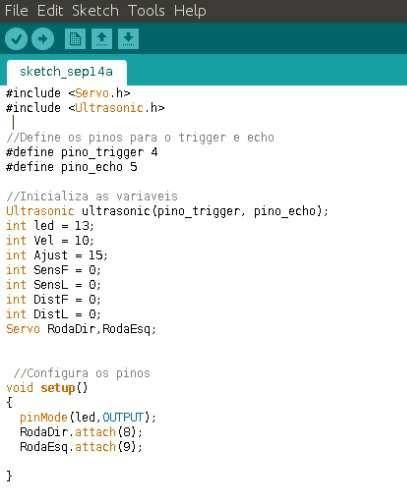 File Edit Sketch Tools Help
sketch_sep14a
#include <Servo.h>
#include <Ultrasonic.h>
//Define os pinos para o trigger e echo
#define pino_trigger 4
#define pino_echo 5
//Inicializa as variaveis
Ultrasonic ultrasonic(pino_trigger, pino_echo);
int led = 13;
int Vel = 10;
int Ajust = 15;
int SensF = 0;
int SensL = 0;
int DistF = 0;
int DistL = 0;
Servo RodaDir,RodaEsq;
//Configura os pinos
void setup()
{
pinMode(led,OUTPUT);
RodaDir.attach(8);
RodaEsq.attach(9);
}